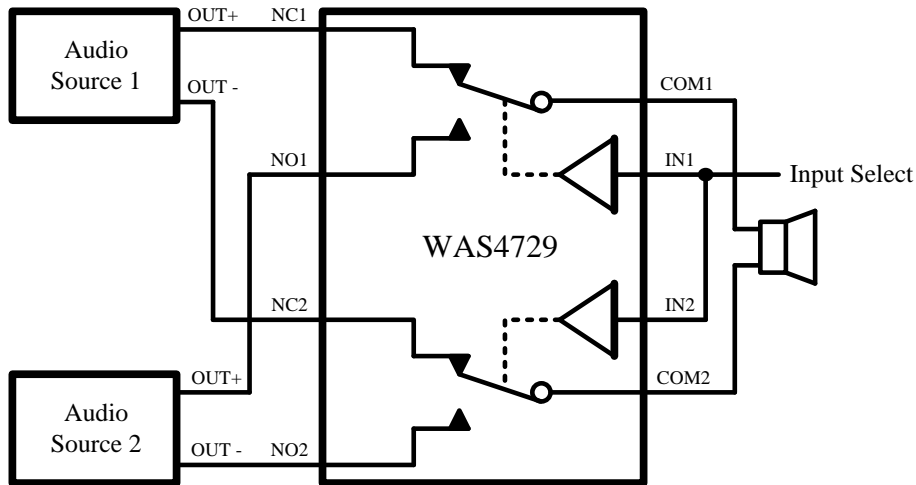 Audio
Source 1
OUT+
NC1
OUT -
COM1
NO1
IN1
Input Select
WAS4729
NC2
IN2
OUT+
COM2
Audio
Source 2
OUT -
NO2